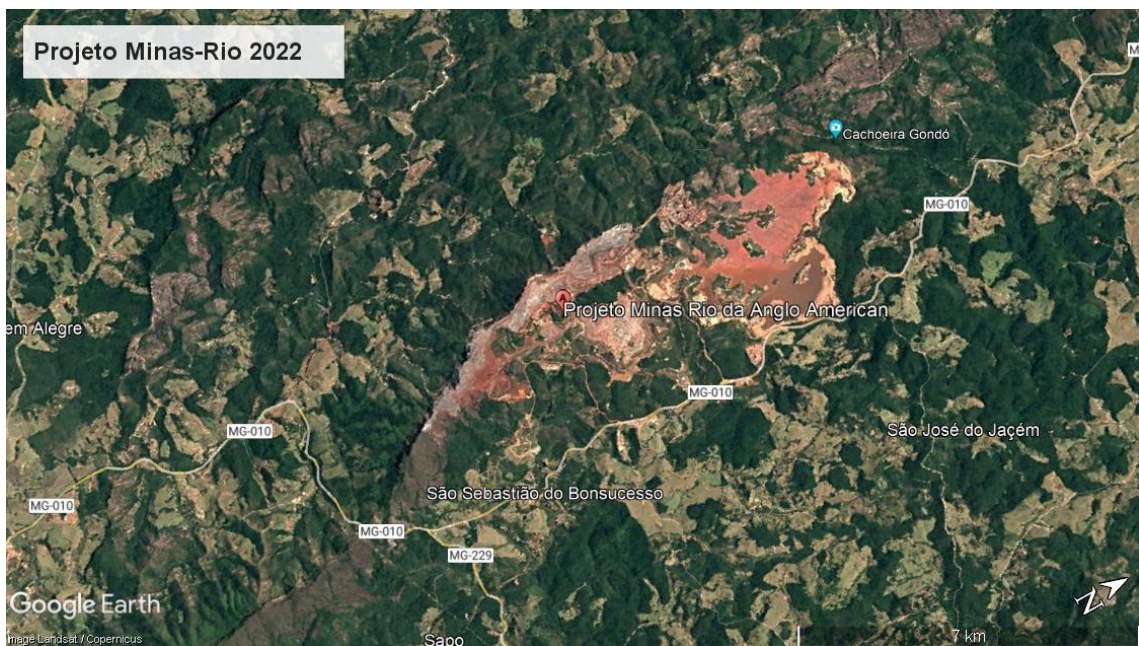 Projeto Minas-Rio 2022
M
Cachoeira Gondó
MG-010
Projeto Minas Rio da Anglo American
em Alegre
MG-010
MG-010
São José do Jaçém
São Sebastião do Bonsucesso
MG-010
MG-010
MG-229
Google Earth
N
Image Landsat / Copernicus
Sapo
7 km